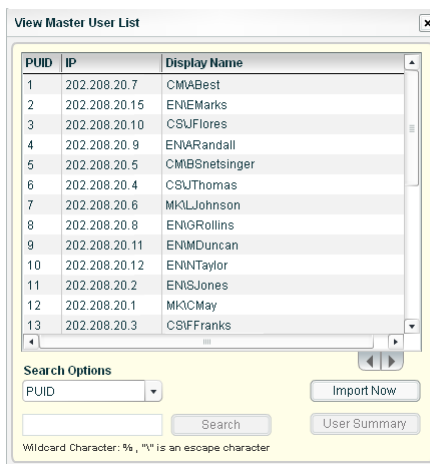 View Master User List
PUID IP Display Name
1 202.208.20.7 CM\ABest
2 202.208.20.15 EN\EMarks
3 202.208.20.10 CS\JFlores
4 202.208.20.9 EN\ARandall
5 202.208.20.5 CM\BSnetsinger
6 202.208.20.4 CS\JThomas
7 202.208.20.6 MK\LJohnson
8 202.208.20.8 EN\GRollins
9 202.208.20.11 EN\MDuncan
10 202.208.20.12 EN\NTaylor
11 202.208.20.2 EN\SJones
12 202.208.20.1 MK\CMay
13 202.208.20.3 CS\FFranks
Search Options
PUID
Import Now
Search
User Summary
Wildcard Character: % , "\" is an escape character